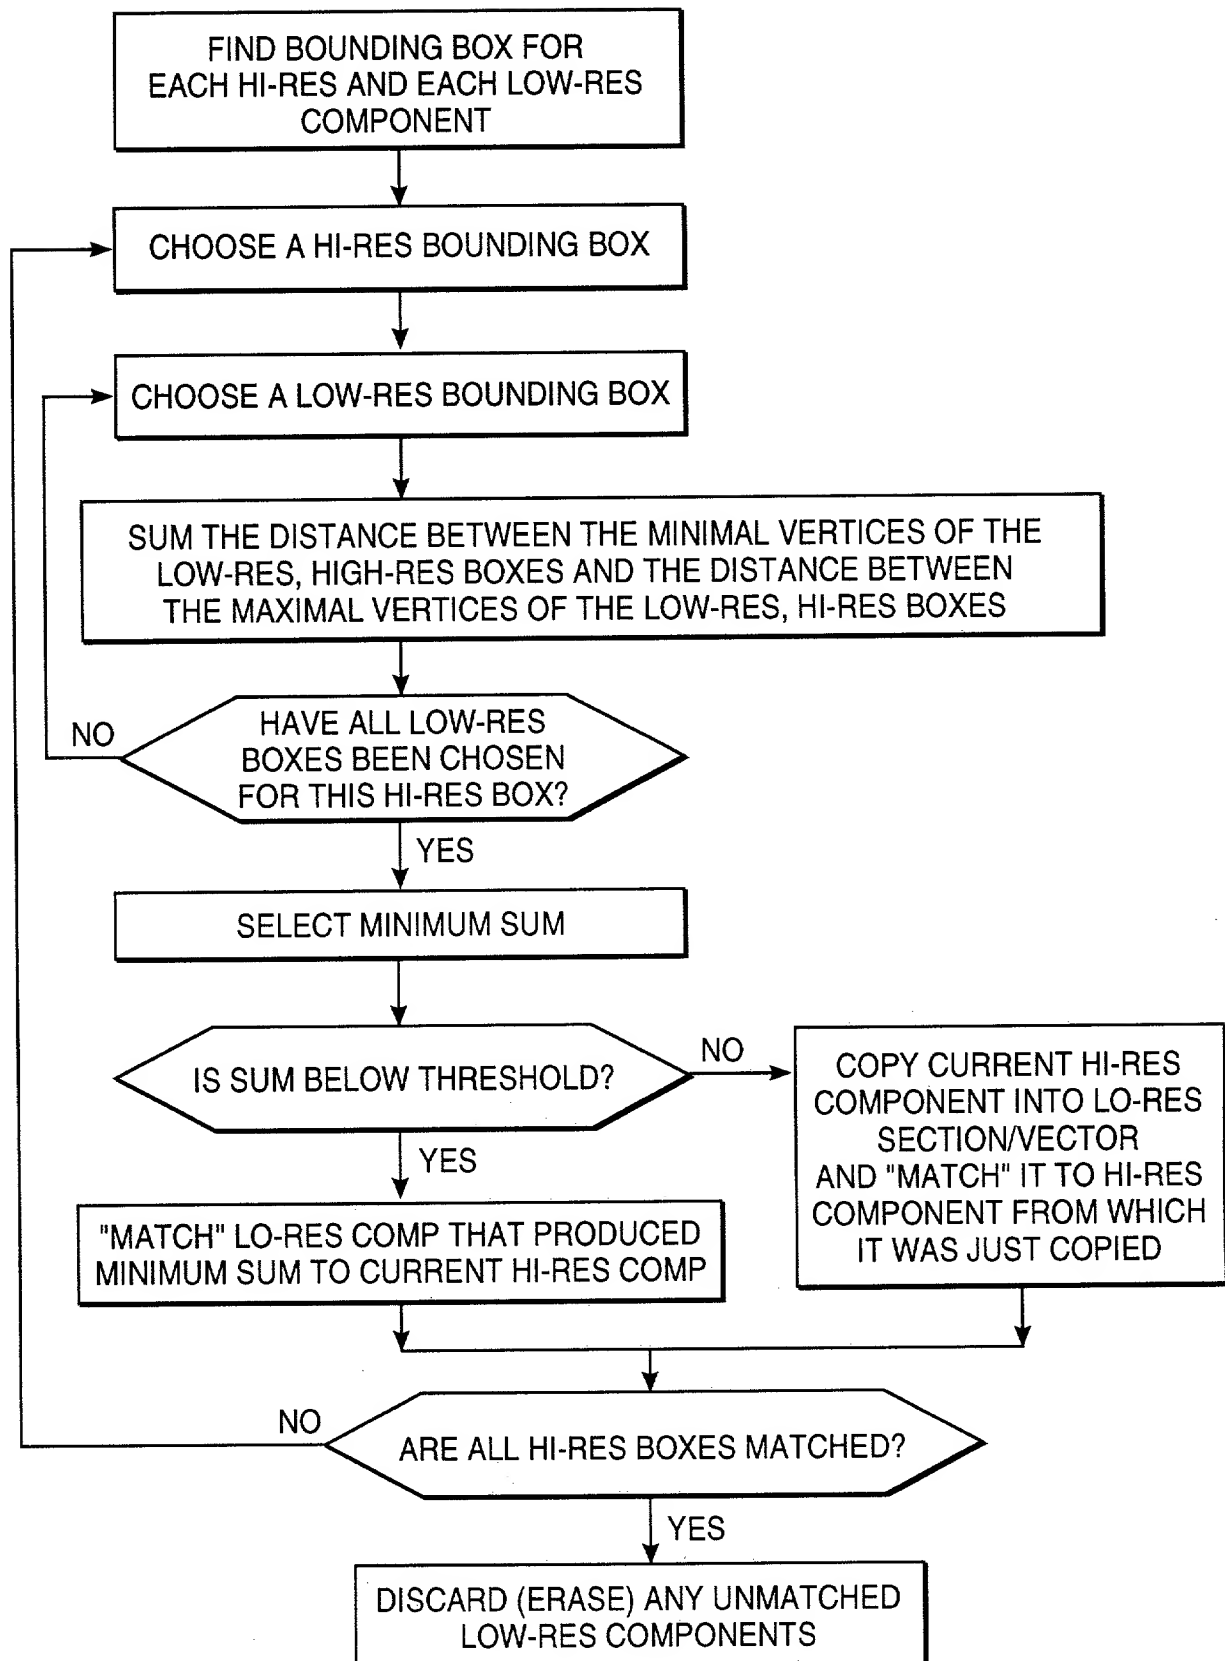 FIND BOUNDING BOX FOR
EACH HI-RES AND EACH LOW-RES
COMPONENT
CHOOSE A HI-RES BOUNDING BOX
CHOOSE A LOW-RES BOUNDING BOX
SUM THE DISTANCE BETWEEN THE MINIMAL VERTICES OF THE
LOW-RES, HIGH-RES BOXES AND THE DISTANCE BETWEEN
THE MAXIMAL VERTICES OF THE LOW-RES, HI-RES BOXES
NO
HAVE ALL LOW-RES
BOXES BEEN CHOSEN
FOR THIS HI-RES BOX?
YES
SELECT MINIMUM SUM
IS SUM BELOW THRESHOLD?
NO
YES
COPY CURRENT HI-RES
COMPONENT INTO LO-RES
SECTION/VECTOR
AND "MATCH" IT TO HI-RES
COMPONENT FROM WHICH
IT WAS JUST COPIED
"MATCH" LO-RES COMP THAT PRODUCED
MINIMUM SUM TO CURRENT HI-RES COMP
NO
ARE ALL HI-RES BOXES MATCHED?
YES
DISCARD (ERASE) ANY UNMATCHED
LOW-RES COMPONENTS